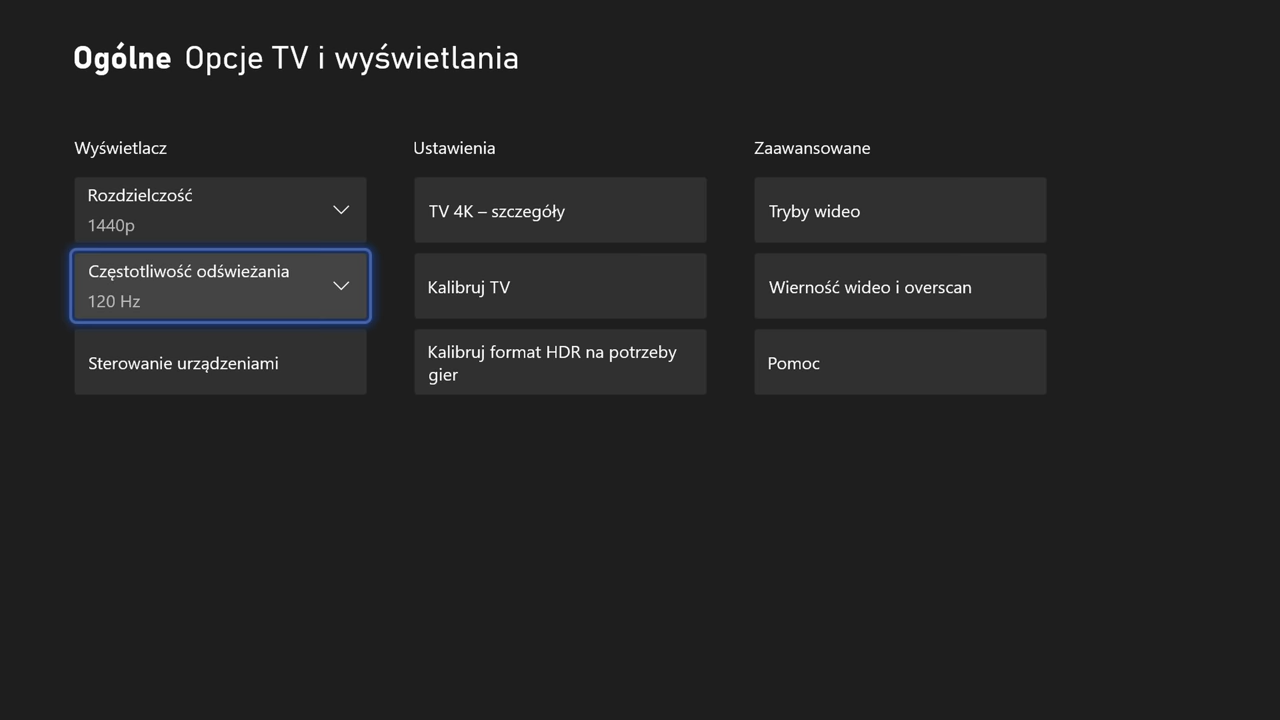 Ogólne Opcje TV i wyświetlania
Wyświetlacz
Rozdzielczość
1440p
Częstotliwość odświeżania
120 Hz
Sterowanie urządzeniami
Ustawienia
TV 4K – szczegóły
Kalibruj TV
Kalibruj format HDR na potrzeby
gier
Zaawansowane
Tryby wideo
Wierność wideo i overscan
Pomoc